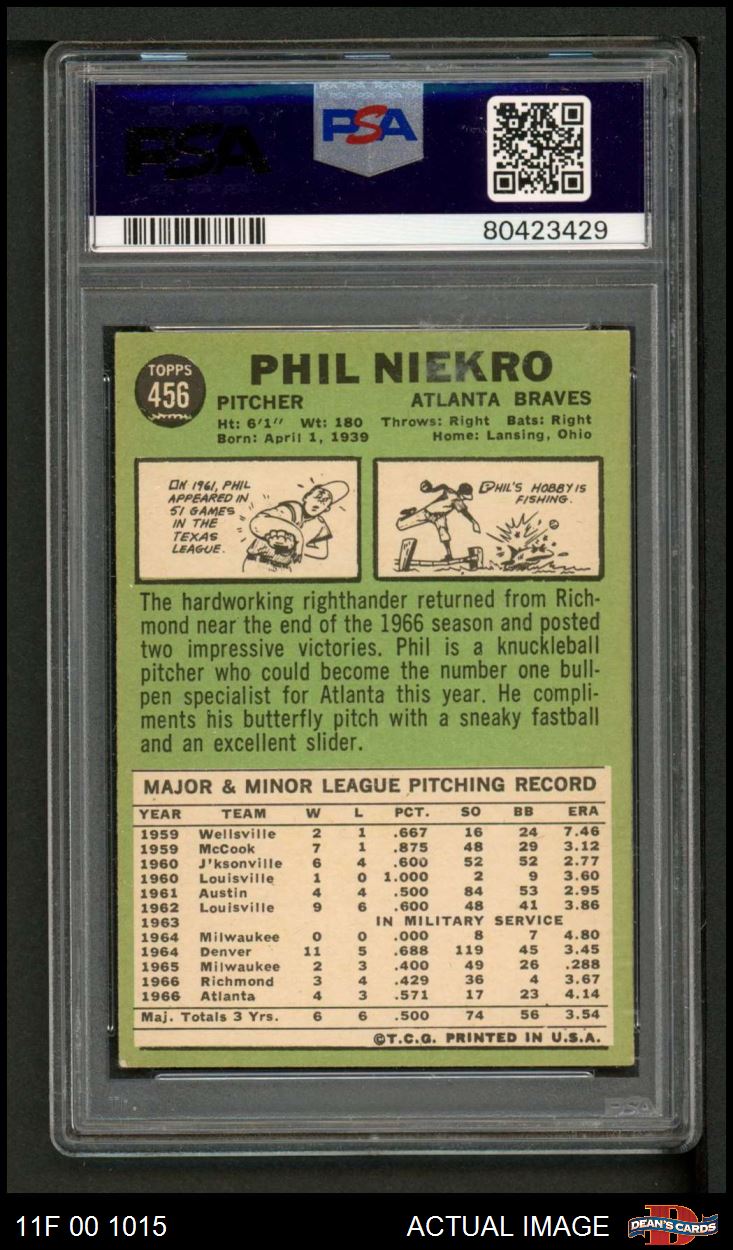 PSA
PSA
80423429
TOPPS
456
PHIL NIEKRO
PITCHER ATLANTA BRAVES
Ht: 6'1" Wt: 180 Throws: Right Bats: Right
Born: April 1, 1939 Home: Lansing, Ohio
IN 1961, PHIL
APPEARED IN
51 GAMES
IN THE
TEXAS
LEAGUE.
PHIL'S HOBBY IS
FISHING.
The hardworking righthander returned from Rich-
mond near the end of the 1966 season and posted
two impressive victories. Phil is a knuckleball
pitcher who could become the number one bull-
pen specialist for Atlanta this year. He compli-
ments his butterfly pitch with a sneaky fastball
and an excellent slider.
MAJOR & MINOR LEAGUE PITCHING RECORD
YEAR TEAM W L PCT. SO BB ERA
1959 Wellsville 2 1 .667 16 24 7.46
1959 McCook 7 1 .875 48 29 3.12
1960 J'ksonville 6 4 .600 52 52 2.77
1960 Louisville 1 0 1.000 2 9 3.60
1961 Austin 4 4 .500 84 53 2.95
1962 Louisville 9 6 .600 48 41 3.86
1963 IN MILITARY SERVICE
1964 Milwaukee 0 0 .000 8 7 4.80
1964 Denver 11 5 .688 119 45 3.45
1965 Milwaukee 2 3 .400 49 26 .288
1966 Richmond 3 4 .429 36 4 3.67
1966 Atlanta 4 3 .571 17 23 4.14
Maj. Totals 3 Yrs. 6 6 .500 74 56 3.54
©T.C.G. PRINTED IN U.S.A.
PSA
11F 00 1015 ACTUAL IMAGE DEAN'S CARDS